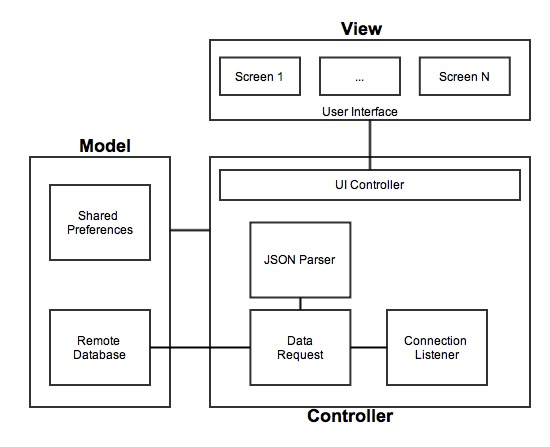 View
Screen 1
...
Screen N
User Interface
Model
UI Controller
Shared
Preferences
JSON Parser
Remote
Database
Data
Request
Connection
Listener
Controller